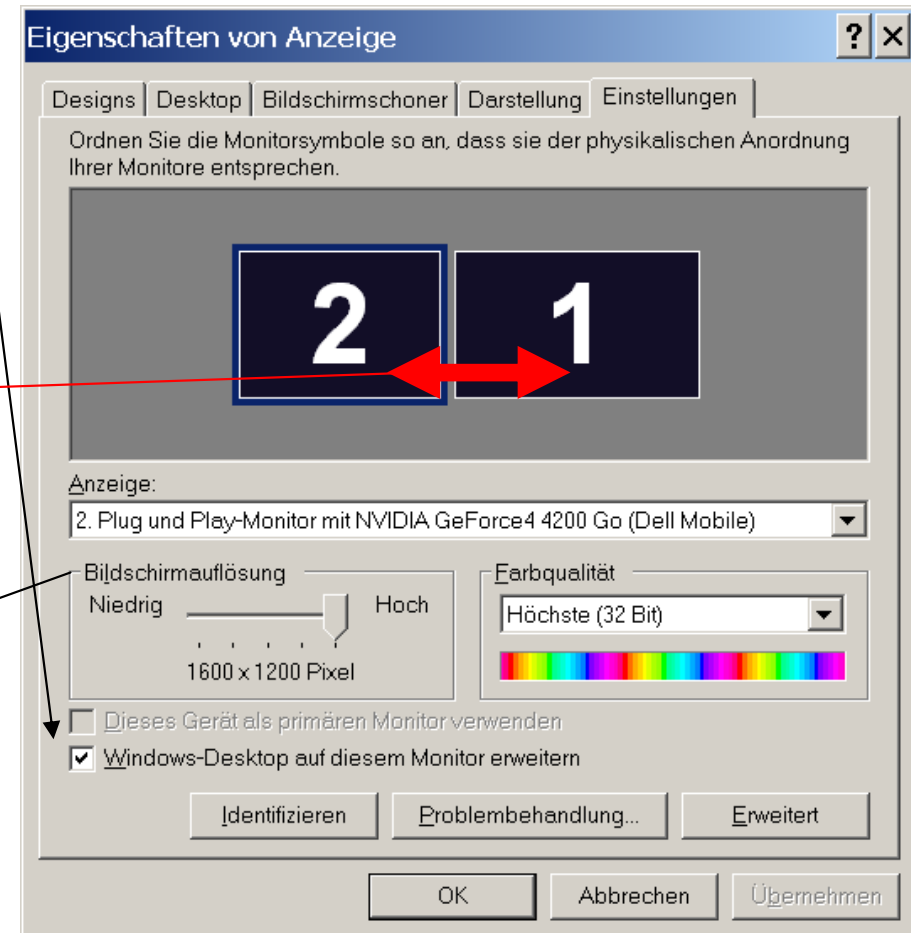 Eigenschaften von Anzeige
Designs Desktop Bildschirmschoner Darstellung Einstellungen
Ordnen Sie die Monitorsymbole so an, dass sie der physikalischen Anordnung
Ihrer Monitore entsprechen.
2 1
Anzeige:
2. Plug und Play-Monitor mit NVIDIA GeForce4 4200 Go (Dell Mobile)
Bildschirmauflösung
Niedrig Hoch
1600 x 1200 Pixel
Farbqualität
Höchste (32 Bit)
Dieses Gerät als primären Monitor verwenden
Windows-Desktop auf diesem Monitor erweitern
Identifizieren Problembehandlung... Erweitert
OK Abbrechen Übernehmen